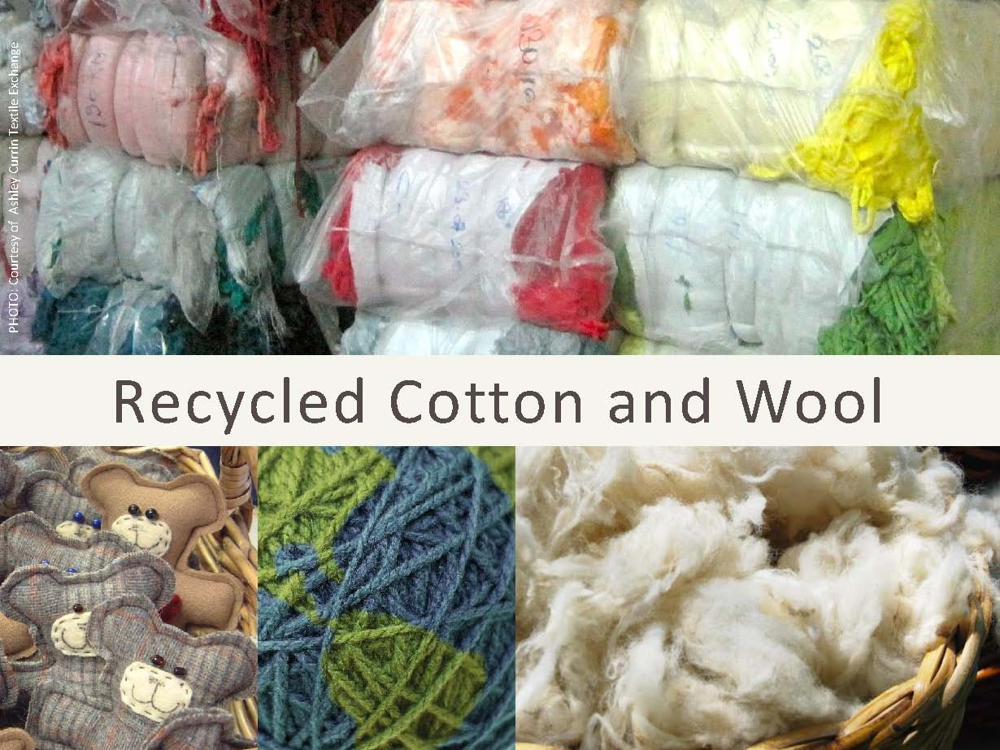 PHOTO: Courtesy of Ashley Currin Textile Exchange
Recycled Cotton and Wool